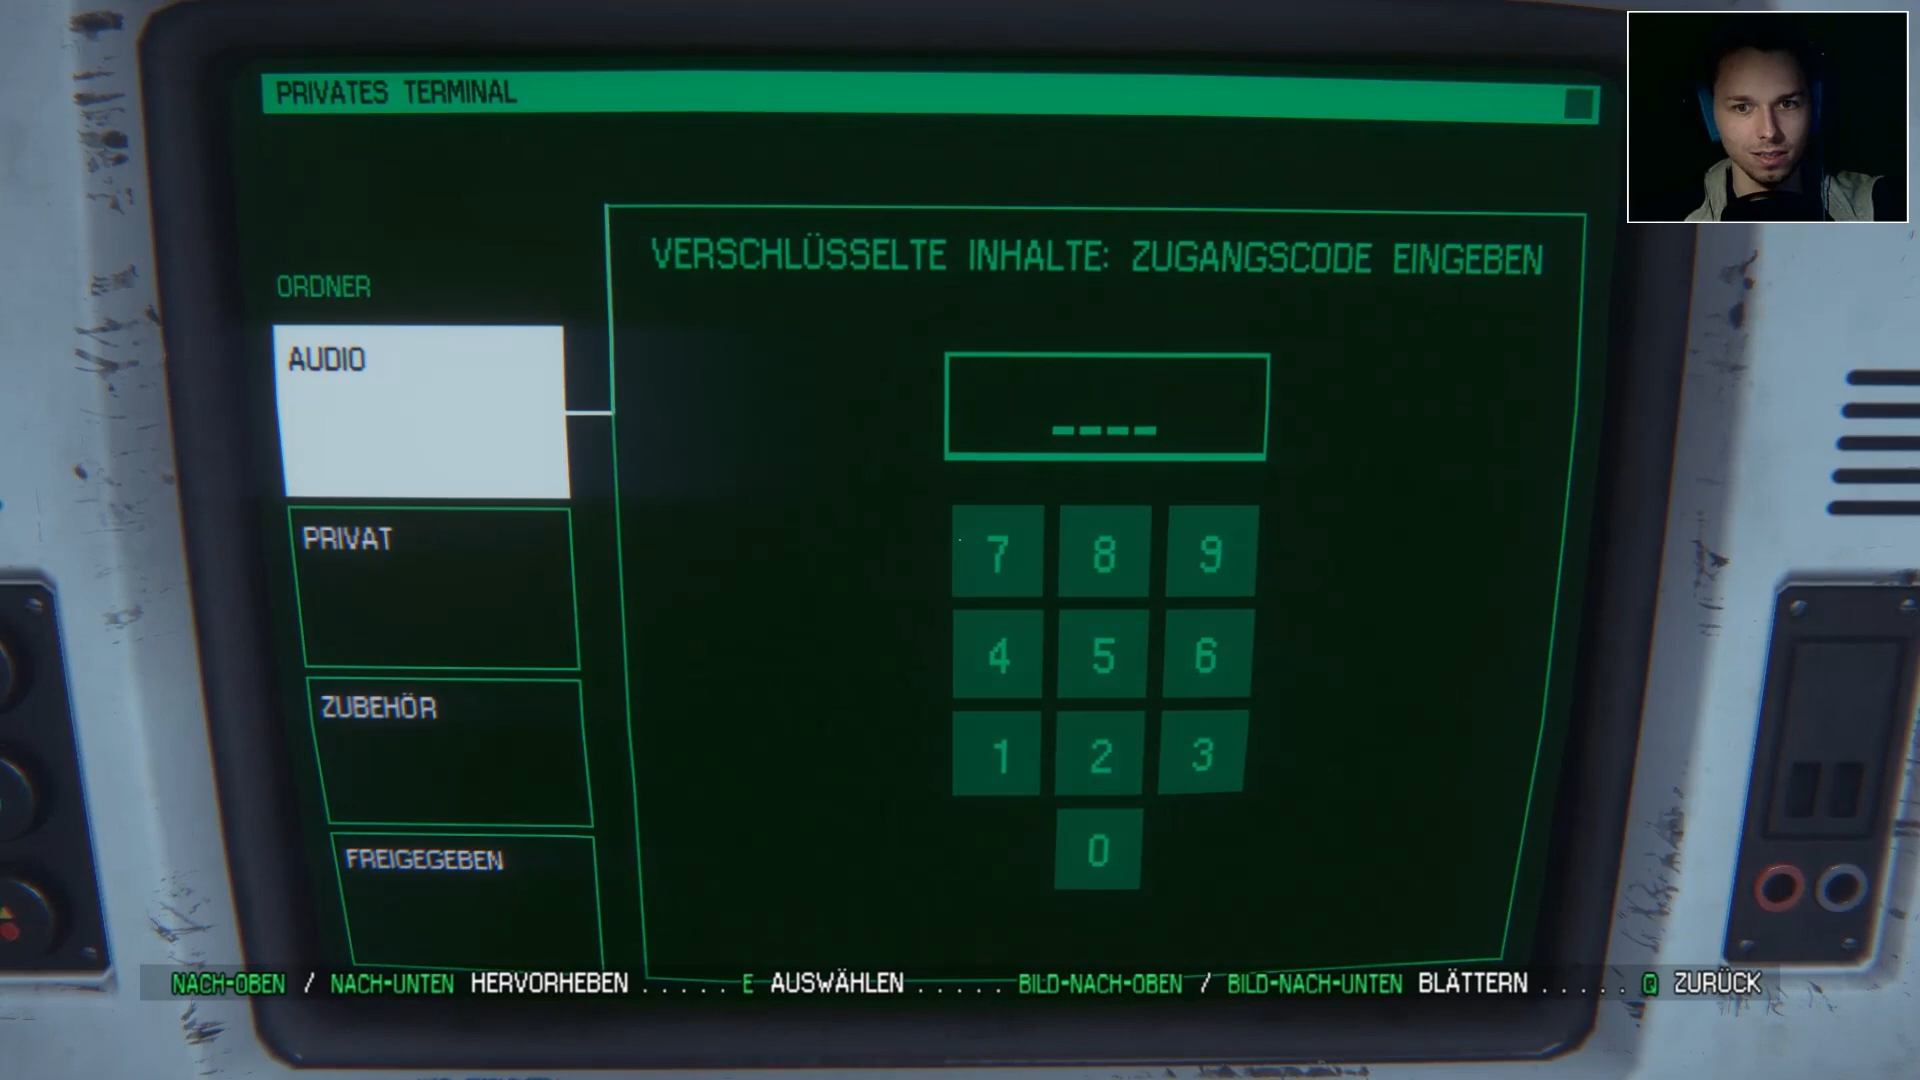 PRIVATES TERMINAL
VERSCHLÜSSELTE INHALTE: ZUGANGSCODE EINGEBEN
ORDNER
AUDIO
PRIVAT
ZUBEHÖR
FREIGEGEBEN
7 8 9
4 5 6
1 2 3
0
NACH-OBEN / NACH-UNTEN HERVORHEBEN ..... E AUSWÄHLEN ..... BILD-NACH-OBEN / BILD-NACH-UNTEN BLÄTTERN ..... Q ZURÜCK